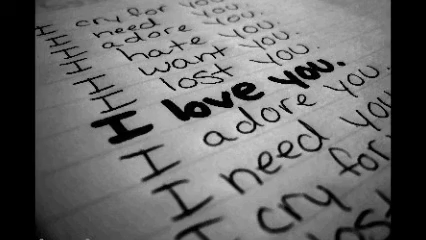 I cry for you.
I need you.
I adore you.
I hate you.
I want you.
I lost you.
I love you.
I adore you.
I need you
I cry for
I lost